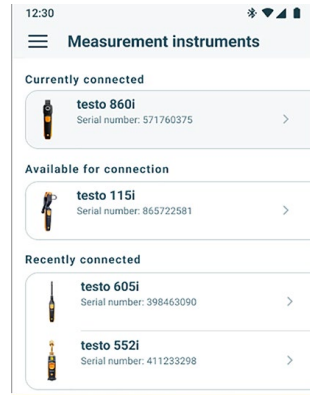 12:30
Measurement instruments
Currently connected
testo 860i
Serial number: 571760375
Available for connection
testo 115i
Serial number: 865722581
Recently connected
testo 605i
Serial number: 398463090
testo 552i
Serial number: 411233298